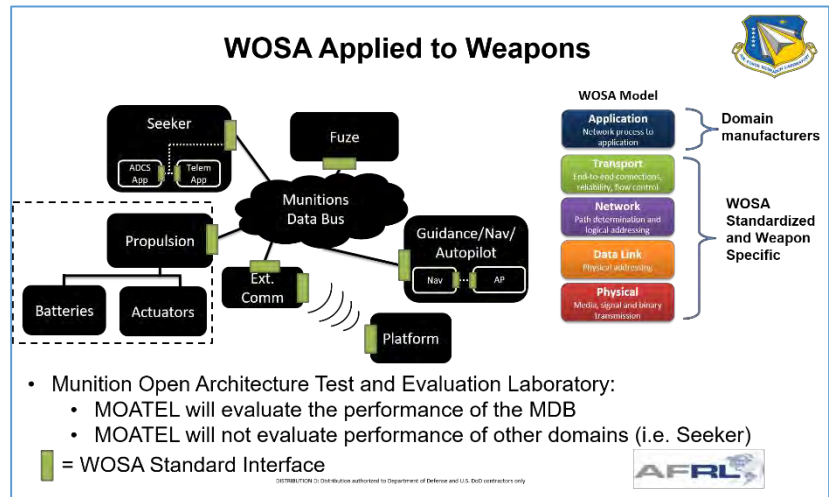 WOSA Applied to Weapons
AIR FORCE RESEARCH LABORATORY
Seeker
ADCS
App
Telem
App
Fuze
Munitions
Data Bus
Propulsion
Batteries
Actuators
Ext.
Comm
Guidance/Nav/
Autopilot
Nav
AP
Platform
WOSA Model
Application
Network process to
application
Transport
End-to-end connections,
reliability, flow control
Network
Path determination and
logical addressing
Data Link
Physical addressing
Physical
Media, signal and binary
transmission
Domain
manufacturers
WOSA
Standardized
and Weapon
Specific
• Munition Open Architecture Test and Evaluation Laboratory:
• MOATEL will evaluate the performance of the MDB
• MOATEL will not evaluate performance of other domains (i.e. Seeker)
= WOSA Standard Interface
DISTRIBUTION D: Distribution authorized to Department of Defense and U.S. DoD contractors only
AFRL